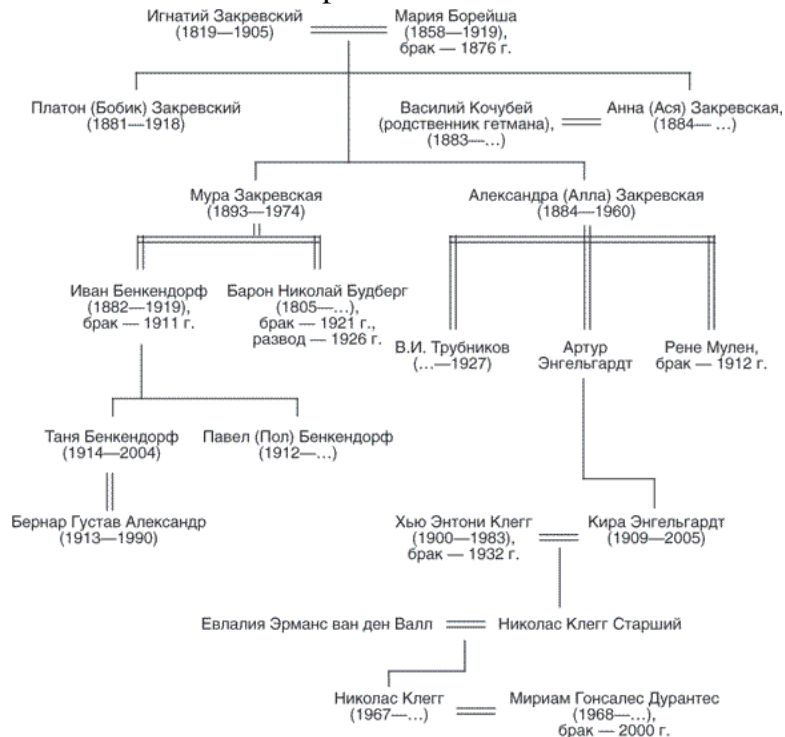 Игнатий Закревский
(1819—1905)
Мария Борейша
(1858—1919),
брак — 1876 г.
Платон (Бобик) Закревский
(1881—1918)
Василий Кочубей
(родственник гетмана),
(1883—...)
Анна (Ася) Закревская,
(1884— ...)
Мура Закревская
(1893—1974)
Александра (Алла) Закревская
(1884—1960)
Иван Бенкендорф
(1882—1919),
брак — 1911 г.
Барон Николай Будберг
(1805—...),
брак — 1921 г.,
развод — 1926 г.
В.И. Трубников
(...—1927)
Артур
Энгельгардт
Рене Мулен,
брак — 1912 г.
Таня Бенкендорф
(1914—2004)
Павел (Пол) Бенкендорф
(1912—...)
Бернар Густав Александр
(1913—1990)
Хью Энтони Клегг
(1900—1983),
брак — 1932 г.
Кира Энгельгардт
(1909—2005)
Евлалия Эрманс ван ден Валл
Николас Клегг Старший
Николас Клегг
(1967—...)
Мириам Гонсалес Дурантес
(1968—...),
брак — 2000 г.